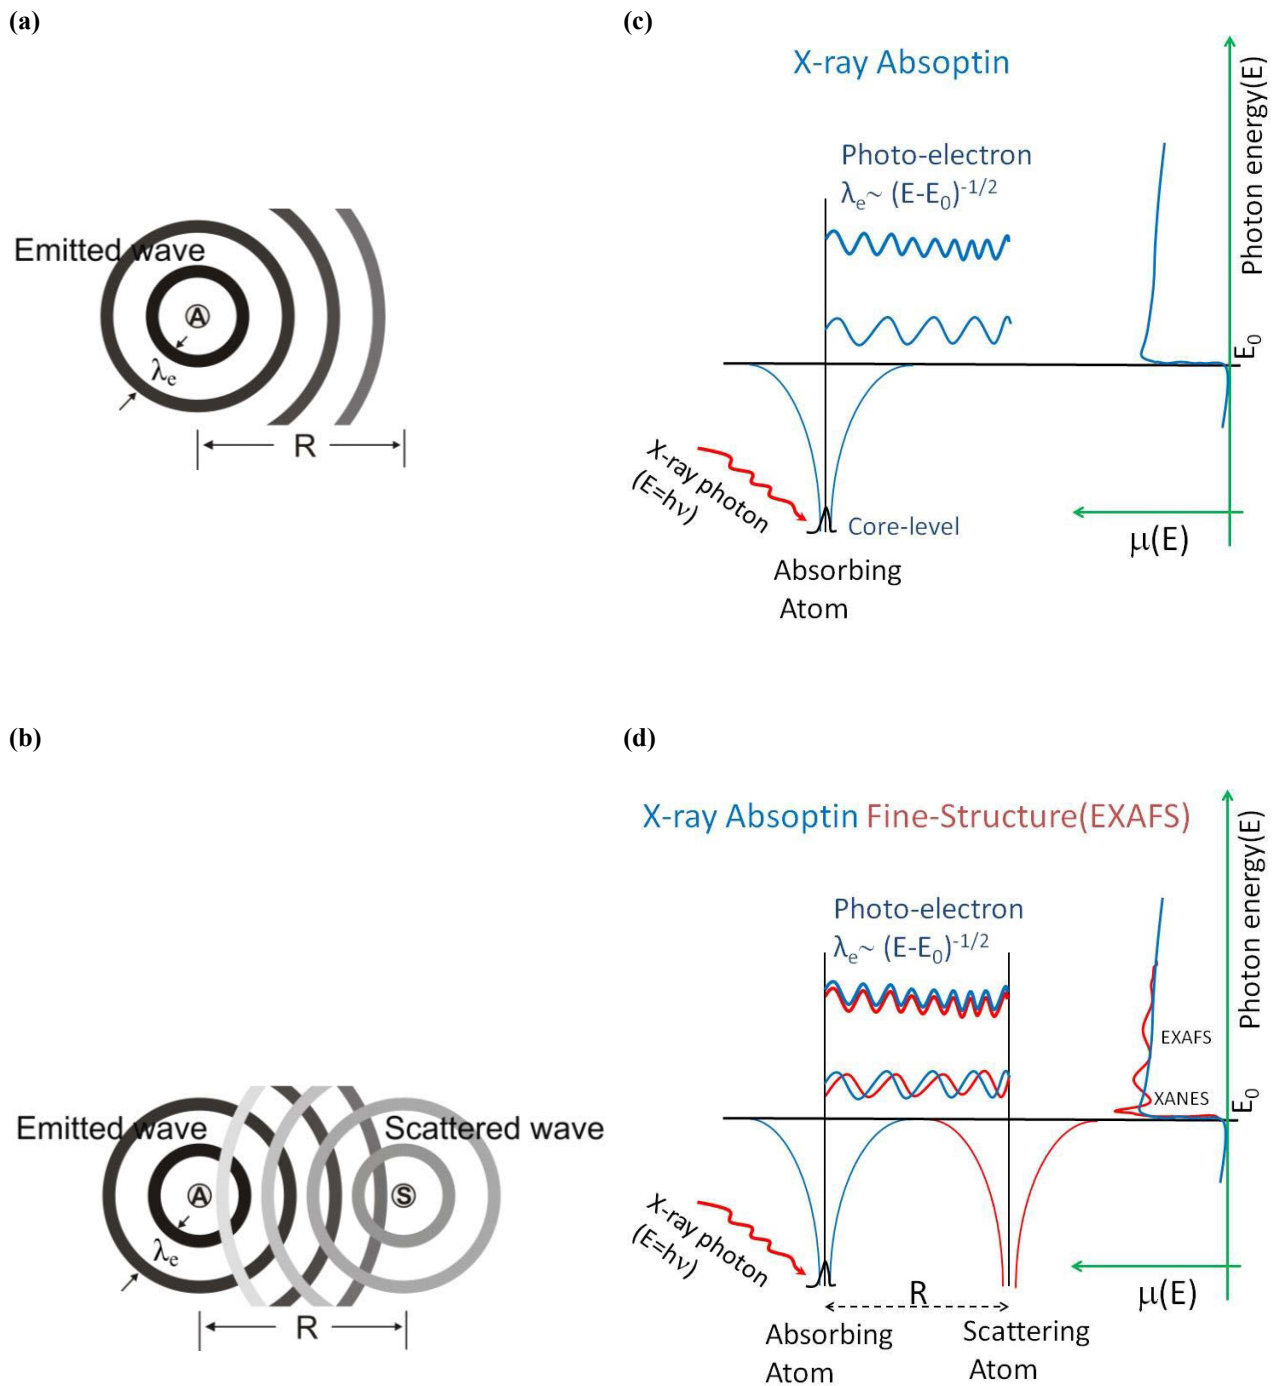 (a)
Emitted wave
A
λe
R
(c)
X-ray Absoptin
Photo-electron
λe~ (E-E0)-1/2
Photon energy(E)
E0
X-ray photon
(E=hν)
Core-level
μ(E)
Absorbing
Atom
(b)
Emitted wave
Scattered wave
A
S
λe
R
(d)
X-ray Absoptin Fine-Structure(EXAFS)
Photo-electron
λe~ (E-E0)-1/2
Photon energy(E)
EXAFS
XANES
E0
X-ray photon
(E=hν)
R
μ(E)
Absorbing
Atom
Scattering
Atom